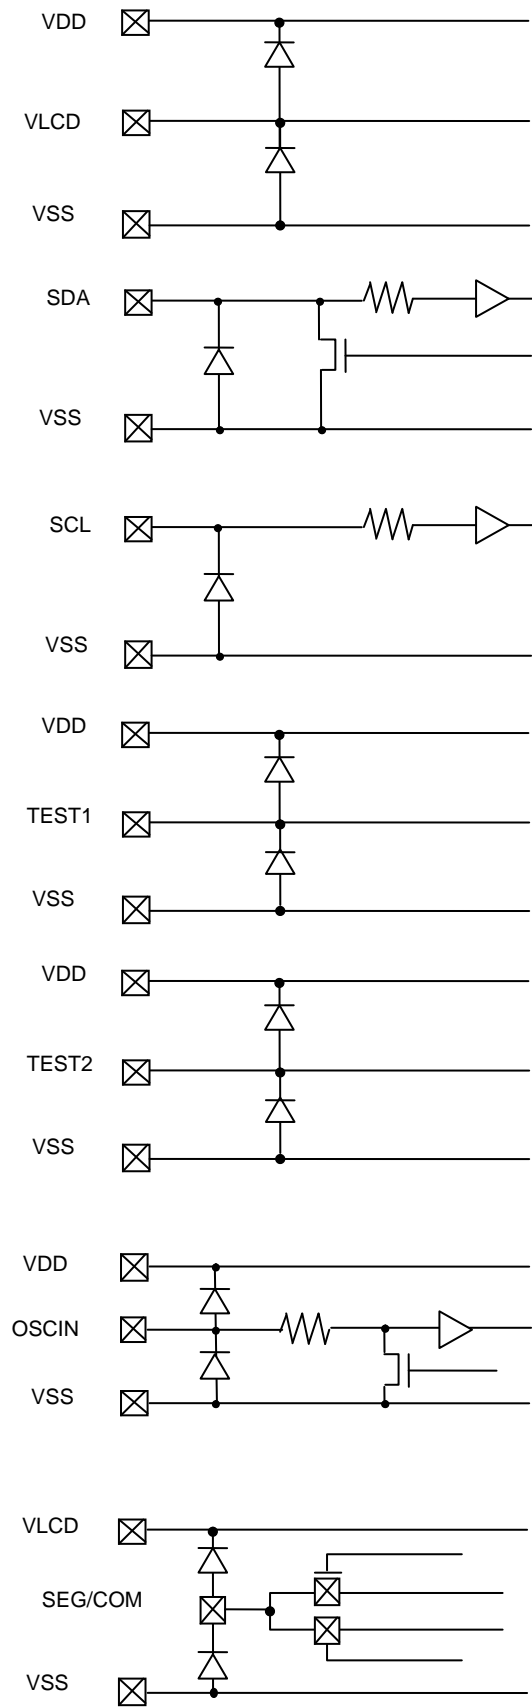 VDD
VLCD
VSS
SDA
VSS
SCL
VSS
VDD
TEST1
VSS
VDD
TEST2
VSS
VDD
OSCIN
VSS
VLCD
SEG/COM
VSS